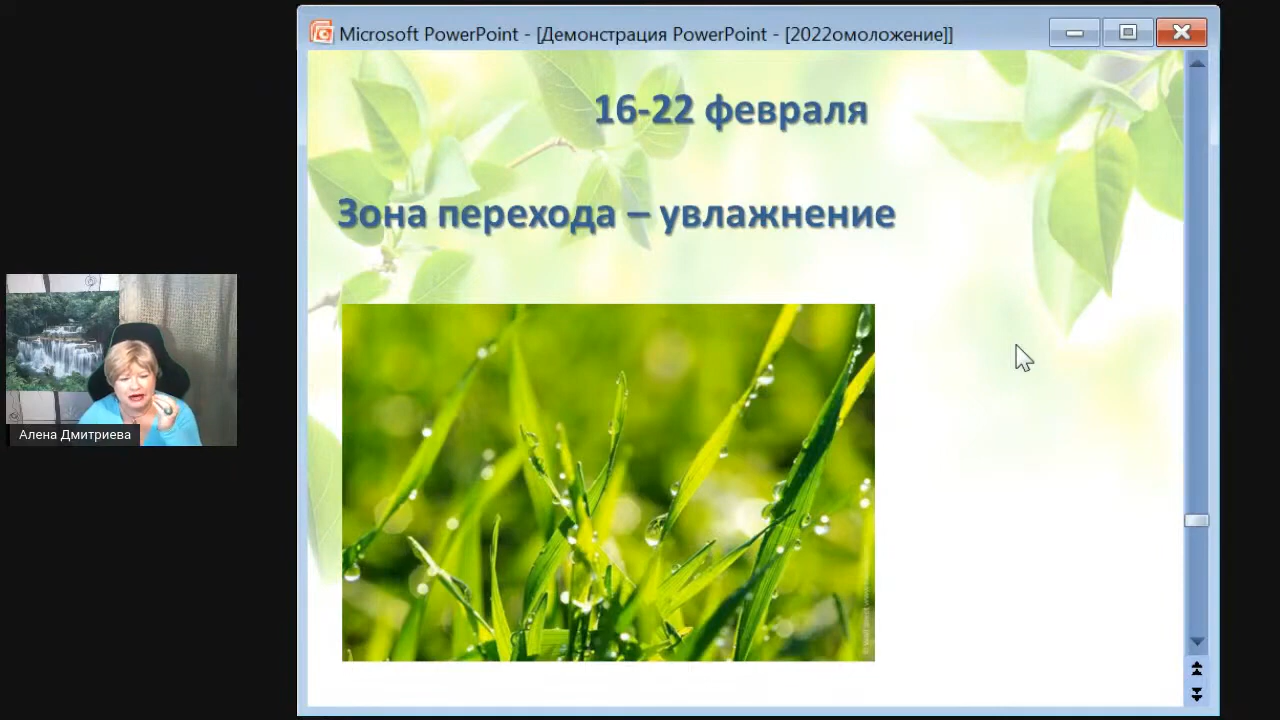 Microsoft PowerPoint - [Демонстрация PowerPoint - [2022омоложение]]
16-22 февраля
Зона перехода – увлажнение
Алена Дмитриева